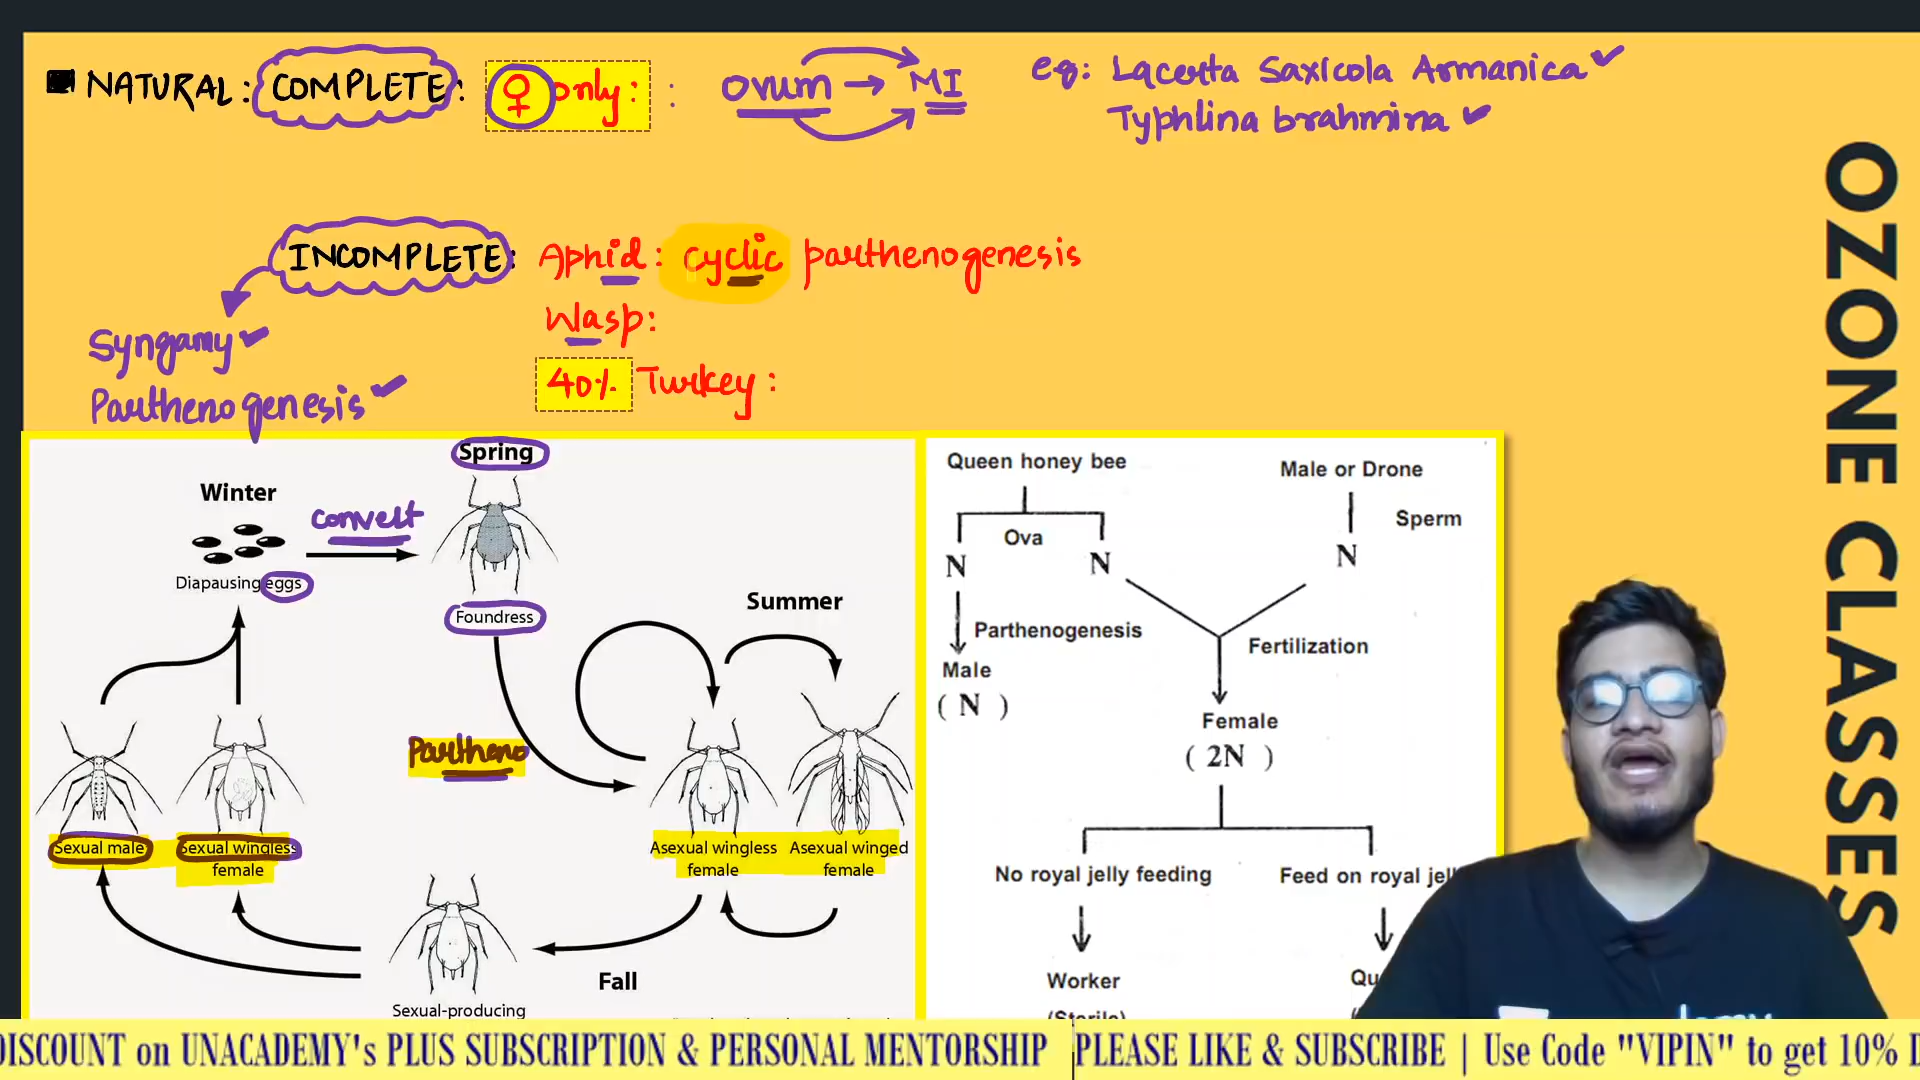 NATURAL: COMPLETE: ♀ only: : ovum → MI eg: Lacerta Saxicola Armanica ✔
Typhlina brahmina ✔
INCOMPLETE: Aphid: cyclic parthenogenesis
Wasp:
40% Turkey:
Syngamy ✔
Parthenogenesis ✔
Winter
convert
Diapausing eggs
Spring
Foundress
Summer
Partheno
Sexual male
Sexual wingless
female
Asexual wingless
female
Asexual winged
female
Fall
Sexual-producing
Queen honey bee
Male or Drone
Ova
Sperm
N
N
N
Parthenogenesis
Fertilization
Male
( N )
Female
( 2N )
No royal jelly feeding
Feed on royal jell
Worker
(Sterile)
Qu
OZONE CLASSES
DISCOUNT on UNACADEMY's PLUS SUBSCRIPTION & PERSONAL MENTORSHIP
PLEASE LIKE & SUBSCRIBE | Use Code "VIPIN" to get 10% D